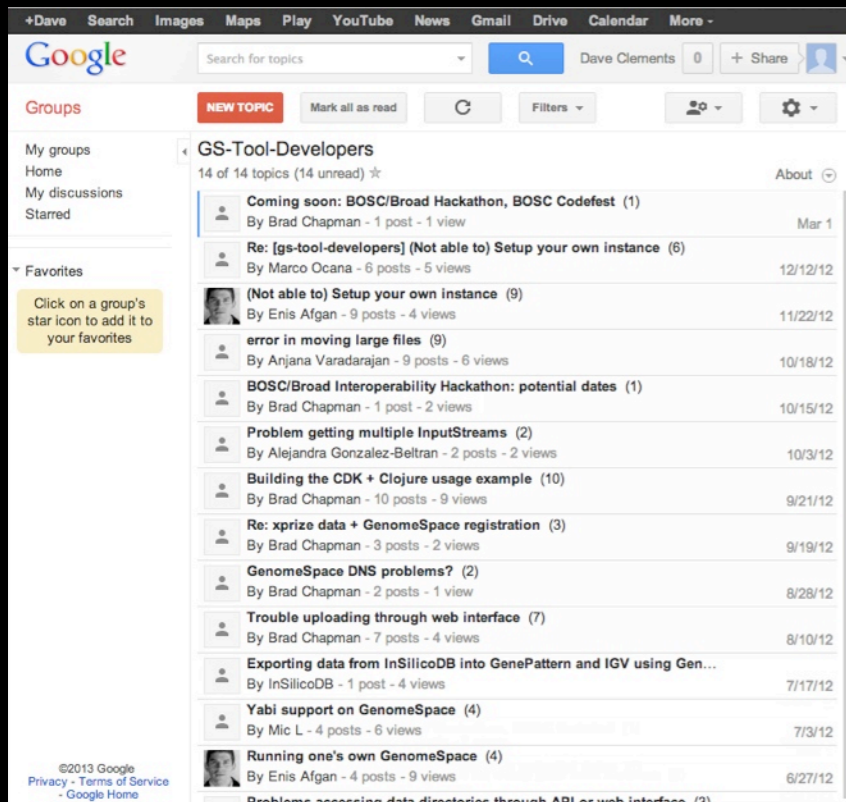 +Dave Search Images Maps Play YouTube News Gmail Drive Calendar More
Google
Search for topics
Dave Clements 0 + Share
Groups
NEW TOPIC Mark all as read Filters
My groups
Home
My discussions
Starred
Favorites
Click on a group's
star icon to add it to
your favorites
GS-Tool-Developers
14 of 14 topics (14 unread)
About
Coming soon: BOSC/Broad Hackathon, BOSC Codefest (1)
By Brad Chapman - 1 post - 1 view
Mar 1
Re: [gs-tool-developers] (Not able to) Setup your own instance (6)
By Marco Ocana - 6 posts - 5 views
12/12/12
(Not able to) Setup your own instance (9)
By Enis Afgan - 9 posts - 4 views
11/22/12
error in moving large files (9)
By Anjana Varadarajan - 9 posts - 6 views
10/18/12
BOSC/Broad Interoperability Hackathon: potential dates (1)
By Brad Chapman - 1 post - 2 views
10/15/12
Problem getting multiple InputStreams (2)
By Alejandra Gonzalez-Beltran - 2 posts - 2 views
10/3/12
Building the CDK + Clojure usage example (10)
By Brad Chapman - 10 posts - 9 views
9/21/12
Re: xprize data + GenomeSpace registration (3)
By Brad Chapman - 3 posts - 2 views
9/19/12
GenomeSpace DNS problems? (2)
By Brad Chapman - 2 posts - 1 view
8/28/12
Trouble uploading through web interface (7)
By Brad Chapman - 7 posts - 4 views
8/10/12
Exporting data from InSilicoDB into GenePattern and IGV using Gen...
By InSilicoDB - 1 post - 4 views
7/17/12
Yabi support on GenomeSpace (4)
By Mic L - 4 posts - 6 views
7/3/12
Running one's own GenomeSpace (4)
By Enis Afgan - 4 posts - 9 views
6/27/12
Problems accessing data directories through API or web interface
©2013 Google
Privacy - Terms of Service
- Google Home